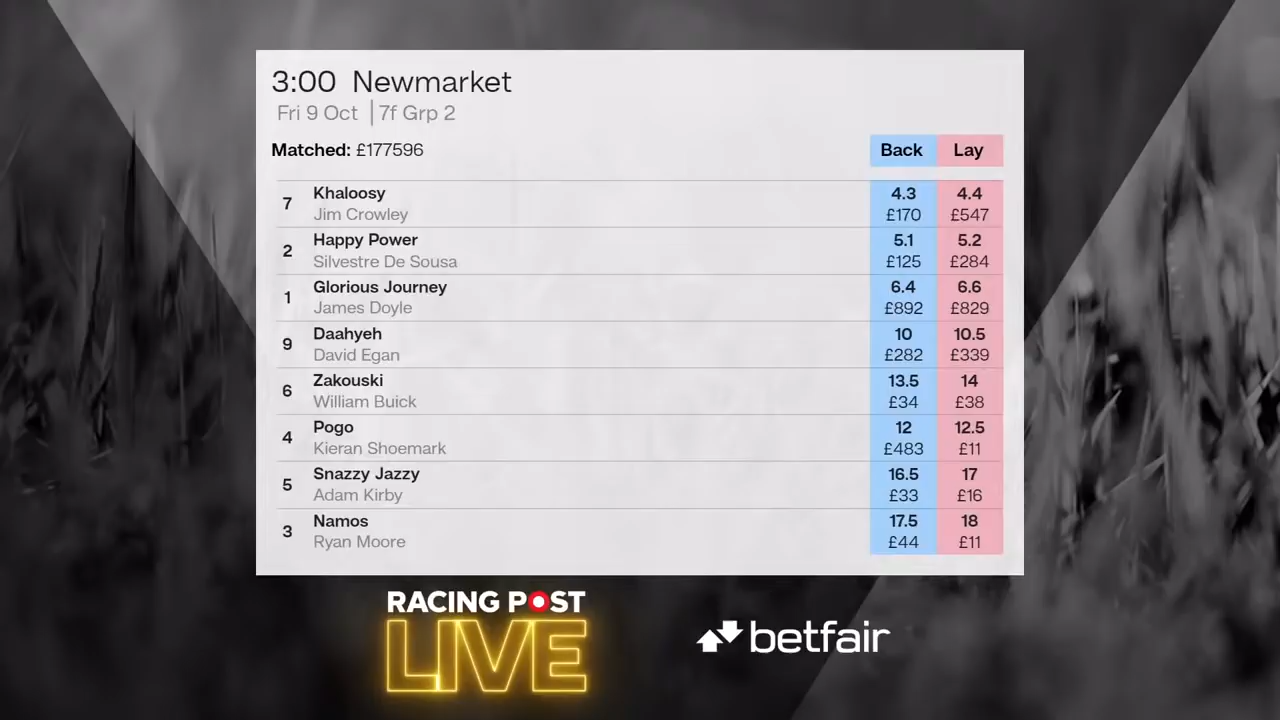 3:00 Newmarket
Fri 9 Oct | 7f Grp 2
Matched: £177596 Back Lay
7 Khaloosy 4.3 4.4
Jim Crowley £170 £547
2 Happy Power 5.1 5.2
Silvestre De Sousa £125 £284
1 Glorious Journey 6.4 6.6
James Doyle £892 £829
9 Daahyeh 10 10.5
David Egan £282 £339
6 Zakouski 13.5 14
William Buick £34 £38
4 Pogo 12 12.5
Kieran Shoemark £483 £11
5 Snazzy Jazzy 16.5 17
Adam Kirby £33 £16
3 Namos 17.5 18
Ryan Moore £44 £11
RACING POST
LIVE
betfair